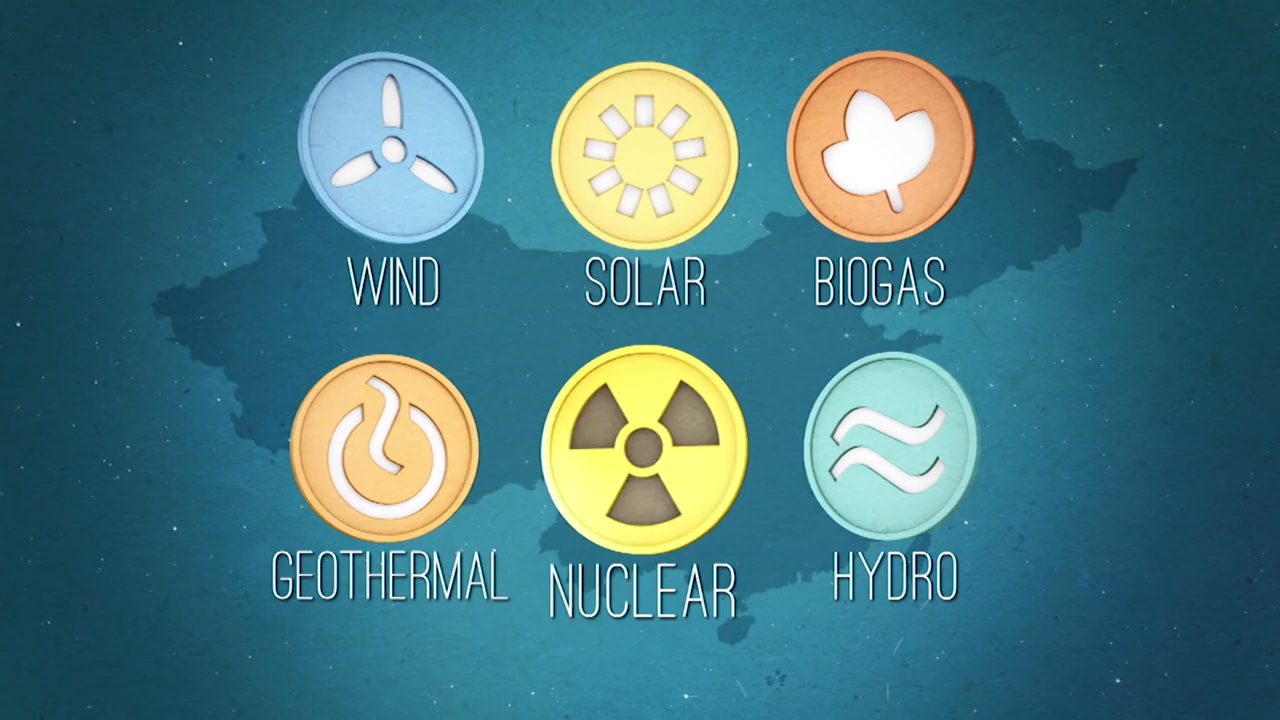 WIND
SOLAR
BIOGAS
GEOTHERMAL
NUCLEAR
HYDRO